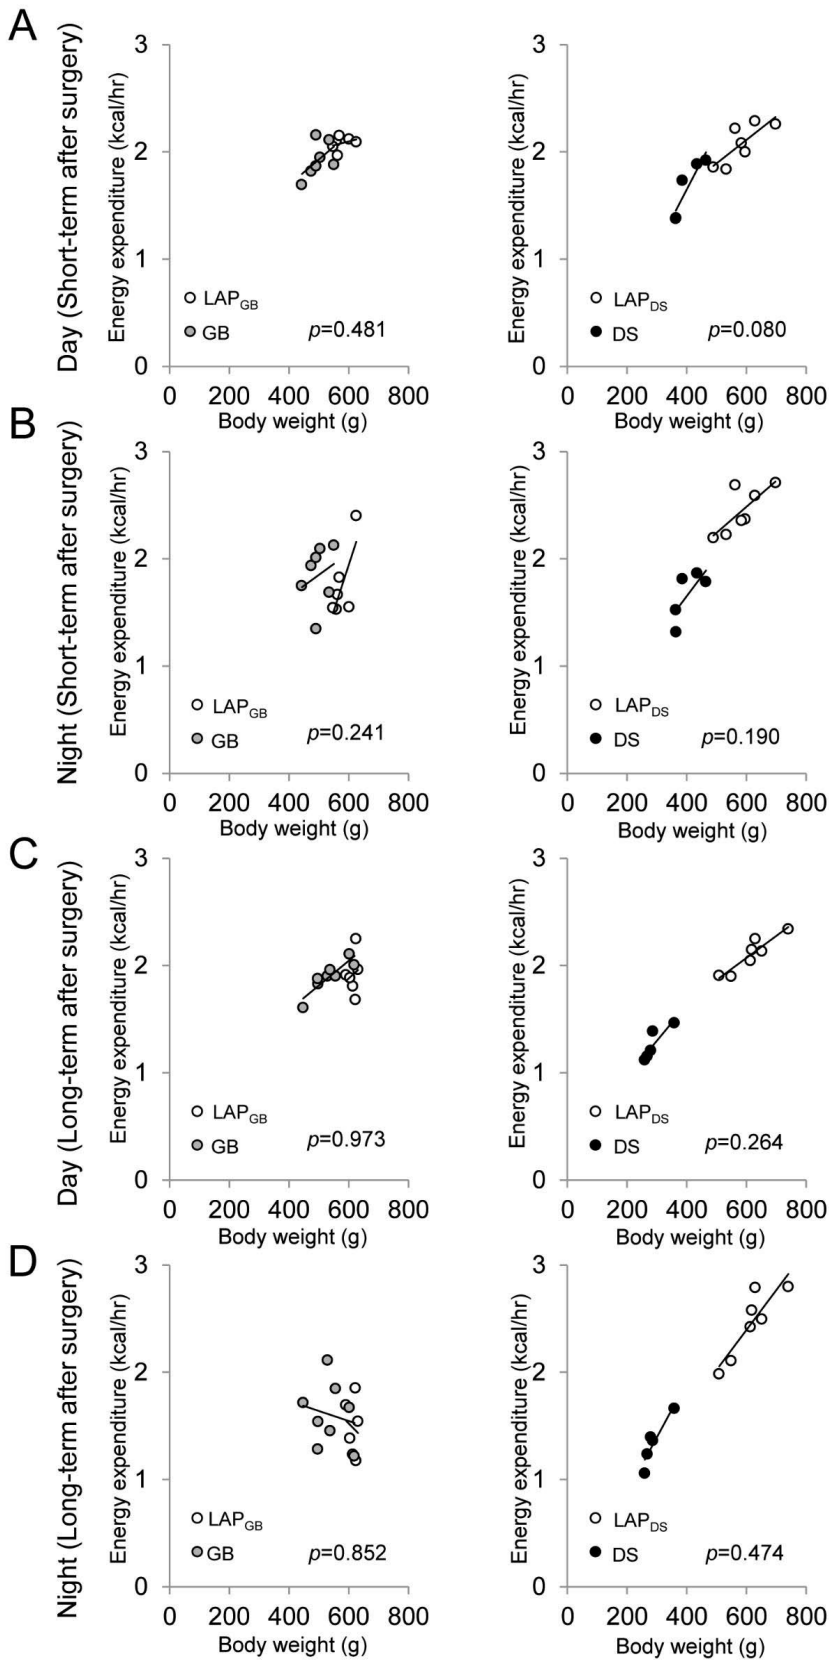 A
Day (Short-term after surgery)
Energy expenditure (kcal/hr)
3
2
1
0
LAPGB
GB
p=0.481
0 200 400 600 800
Body weight (g)
Energy expenditure (kcal/hr)
3
2
1
0
LAPDS
DS
p=0.080
0 200 400 600 800
Body weight (g)
B
Night (Short-term after surgery)
Energy expenditure (kcal/hr)
3
2
1
0
LAPGB
GB
p=0.241
0 200 400 600 800
Body weight (g)
Energy expenditure (kcal/hr)
3
2
1
0
LAPDS
DS
p=0.190
0 200 400 600 800
Body weight (g)
C
Day (Long-term after surgery)
Energy expenditure (kcal/hr)
3
2
1
0
LAPGB
GB
p=0.973
0 200 400 600 800
Body weight (g)
Energy expenditure (kcal/hr)
3
2
1
0
LAPDS
DS
p=0.264
0 200 400 600 800
Body weight (g)
D
Night (Long-term after surgery)
Energy expenditure (kcal/hr)
3
2
1
0
LAPGB
GB
p=0.852
0 200 400 600 800
Body weight (g)
Energy expenditure (kcal/hr)
3
2
1
0
LAPDS
DS
p=0.474
0 200 400 600 800
Body weight (g)